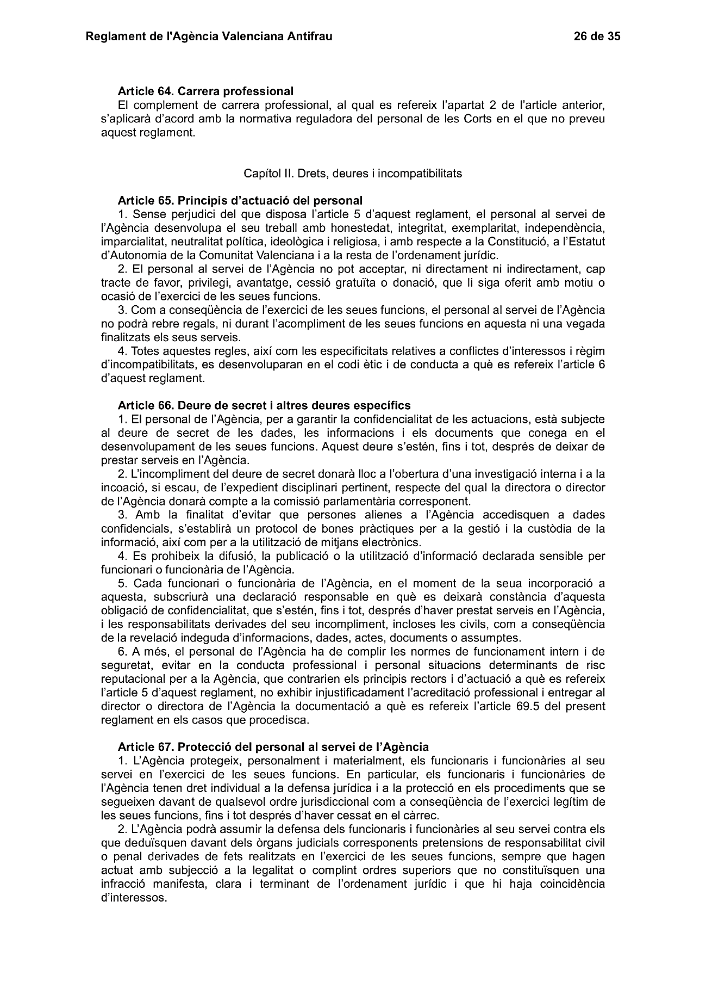 Reglament de l'Agència Valenciana Antifrau 26 de 35
Article 64. Carrera professional
El complement de carrera professional, al qual es refereix l’apartat 2 de l’article anterior,
s’aplicarà d’acord amb la normativa reguladora del personal de les Corts en el que no preveu
aquest reglament.
Capítol II. Drets, deures i incompatibilitats
Article 65. Principis d’actuació del personal
1. Sense perjudici del que disposa l’article 5 d’aquest reglament, el personal al servei de
l’Agència desenvolupa el seu treball amb honestedat, integritat, exemplaritat, independència,
imparcialitat, neutralitat política, ideològica i religiosa, i amb respecte a la Constitució, a l’Estatut
d’Autonomia de la Comunitat Valenciana i a la resta de l’ordenament jurídic.
2. El personal al servei de l’Agència no pot acceptar, ni directament ni indirectament, cap
tracte de favor, privilegi, avantatge, cessió gratuïta o donació, que li siga oferit amb motiu o
ocasió de l’exercici de les seues funcions.
3. Com a conseqüència de l’exercici de les seues funcions, el personal al servei de l’Agència
no podrà rebre regals, ni durant l’acompliment de les seues funcions en aquesta ni una vegada
finalitzats els seus serveis.
4. Totes aquestes regles, així com les especificitats relatives a conflictes d’interessos i règim
d’incompatibilitats, es desenvoluparan en el codi ètic i de conducta a què es refereix l’article 6
d’aquest reglament.
Article 66. Deure de secret i altres deures específics
1. El personal de l’Agència, per a garantir la confidencialitat de les actuacions, està subjecte
al deure de secret de les dades, les informacions i els documents que conega en el
desenvolupament de les seues funcions. Aquest deure s’estén, fins i tot, després de deixar de
prestar serveis en l’Agència.
2. L’incompliment del deure de secret donarà lloc a l’obertura d’una investigació interna i a la
incoació, si escau, de l’expedient disciplinari pertinent, respecte del qual la directora o director
de l’Agència donarà compte a la comissió parlamentària corresponent.
3. Amb la finalitat d’evitar que persones alienes a l’Agència accedisquen a dades
confidencials, s’establirà un protocol de bones pràctiques per a la gestió i la custòdia de la
informació, així com per a la utilització de mitjans electrònics.
4. Es prohibeix la difusió, la publicació o la utilització d’informació declarada sensible per
funcionari o funcionària de l’Agència.
5. Cada funcionari o funcionària de l’Agència, en el moment de la seua incorporació a
aquesta, subscriurà una declaració responsable en què es deixarà constància d’aquesta
obligació de confidencialitat, que s’estén, fins i tot, després d’haver prestat serveis en l’Agència,
i les responsabilitats derivades del seu incompliment, incloses les civils, com a conseqüència
de la revelació indeguda d’informacions, dades, actes, documents o assumptes.
6. A més, el personal de l’Agència ha de complir les normes de funcionament intern i de
seguretat, evitar en la conducta professional i personal situacions determinants de risc
reputacional per a la Agència, que contrarien els principis rectors i d’actuació a què es refereix
l’article 5 d’aquest reglament, no exhibir injustificadament l’acreditació professional i entregar al
director o directora de l’Agència la documentació a què es refereix l’article 69.5 del present
reglament en els casos que procedisca.
Article 67. Protecció del personal al servei de l’Agència
1. L’Agència protegeix, personalment i materialment, els funcionaris i funcionàries al seu
servei en l’exercici de les seues funcions. En particular, els funcionaris i funcionàries de
l’Agència tenen dret individual a la defensa jurídica i a la protecció en els procediments que se
segueixen davant de qualsevol ordre jurisdiccional com a conseqüència de l’exercici legítim de
les seues funcions, fins i tot després d’haver cessat en el càrrec.
2. L’Agència podrà assumir la defensa dels funcionaris i funcionàries al seu servei contra els
que deduïsquen davant dels òrgans judicials corresponents pretensions de responsabilitat civil
o penal derivades de fets realitzats en l’exercici de les seues funcions, sempre que hagen
actuat amb subjecció a la legalitat o complint ordres superiors que no constituïsquen una
infracció manifesta, clara i terminant de l’ordenament jurídic i que hi haja coincidència
d’interessos.